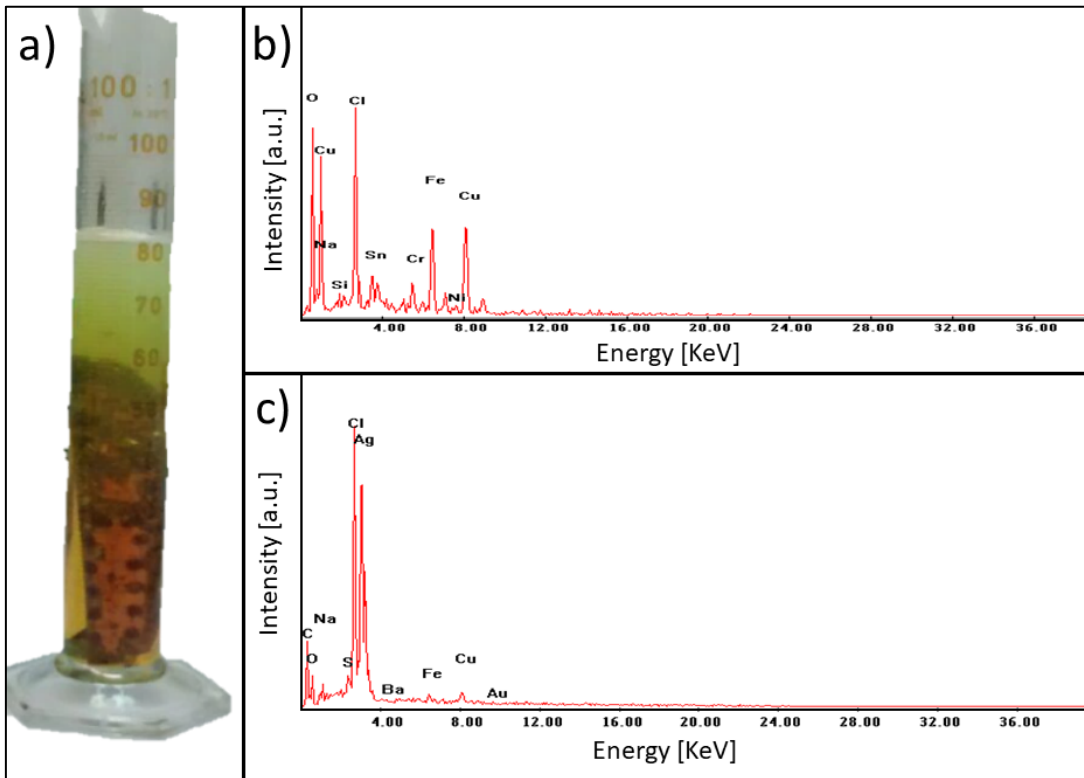 a)
100 : 1
100
90
80
70
60
b)
O
Cl
Cu
Fe
Cu
Na
Sn
Cr
Si
Ni
Intensity [a.u.]
4.00 8.00 12.00 16.00 20.00 24.00 28.00 32.00 36.00
Energy [KeV]
c)
Cl
Ag
Na
C
O
S
Ba
Fe
Cu
Au
Intensity [a.u.]
4.00 8.00 12.00 16.00 20.00 24.00 28.00 32.00 36.00
Energy [KeV]